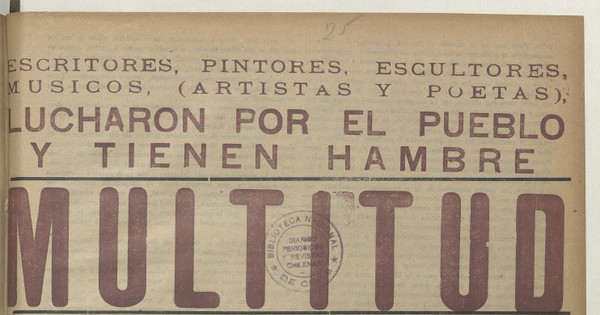 25
ESCRITORES, PINTORES, ESCULTORES,
MUSICOS, (ARTISTAS Y POETAS),
LUCHARON POR EL PUEBLO
Y TIENEN HAMBRE
MULTITUD
BIBLIOTECA NACIONAL
DIARIOS
PERIODICOS
Y REVISTAS
CHILENAS
DE CHILE